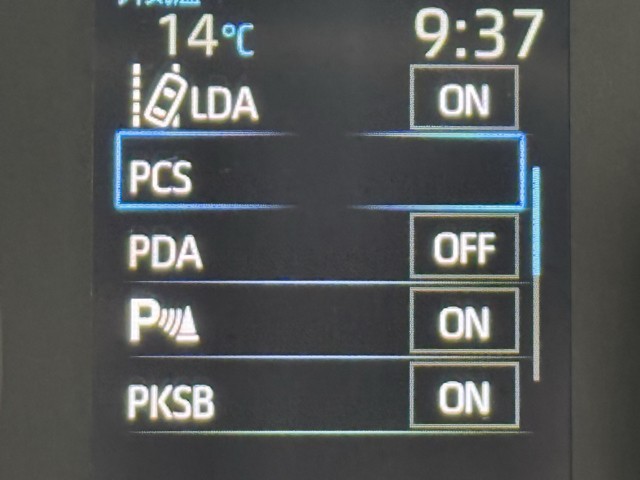 14℃ 9:37
LDA ON
PCS
PDA OFF
P ON
PKSB ON